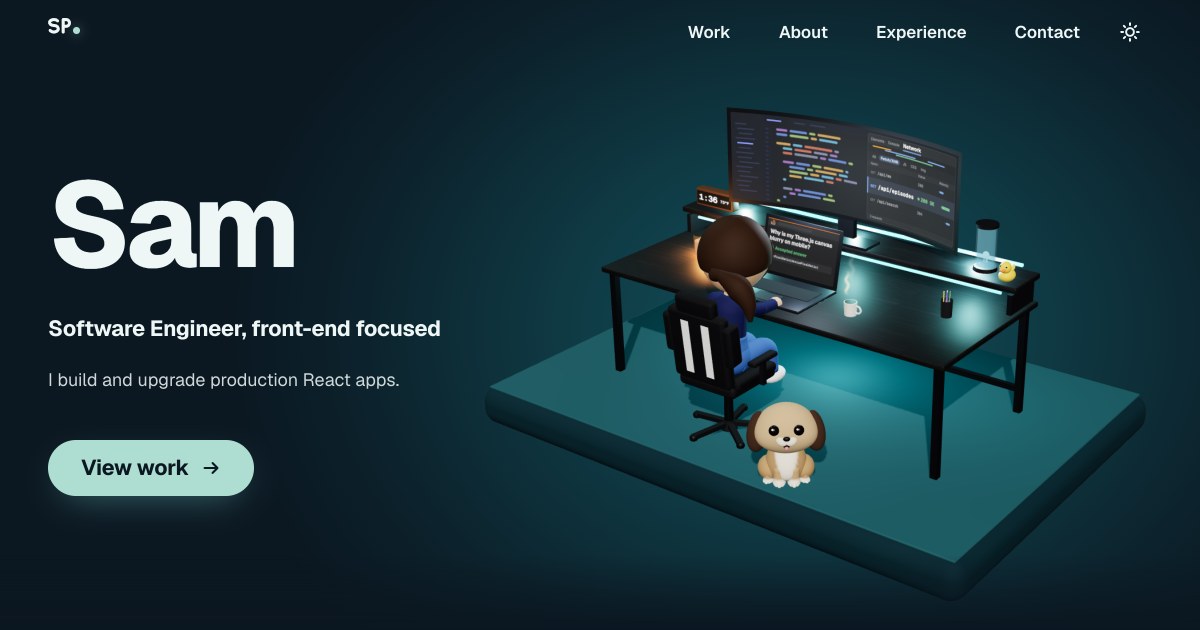 SP.
Work
About
Experience
Contact
Sam
Software Engineer, front-end focused
I build and upgrade production React apps.
View work →
1:36
Network
/api/episodes
Why is my Three.js canvas
blurry on mobile?